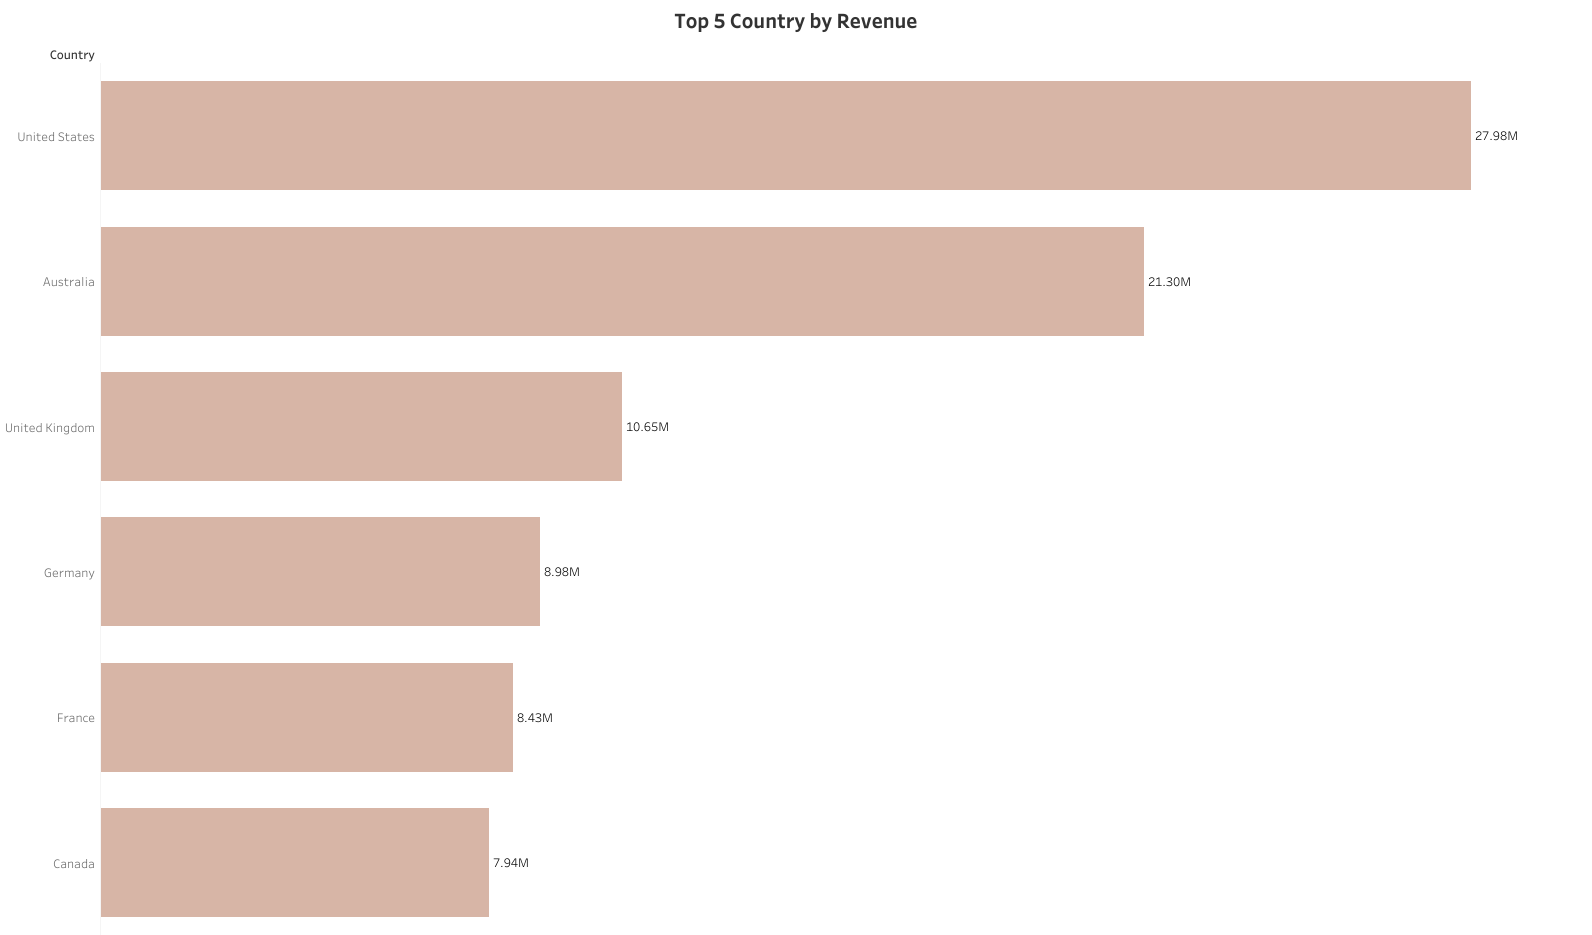 Top 5 Country by Revenue
Country
United States
27.98M
Australia
21.30M
United Kingdom
10.65M
Germany
8.98M
France
8.43M
Canada
7.94M